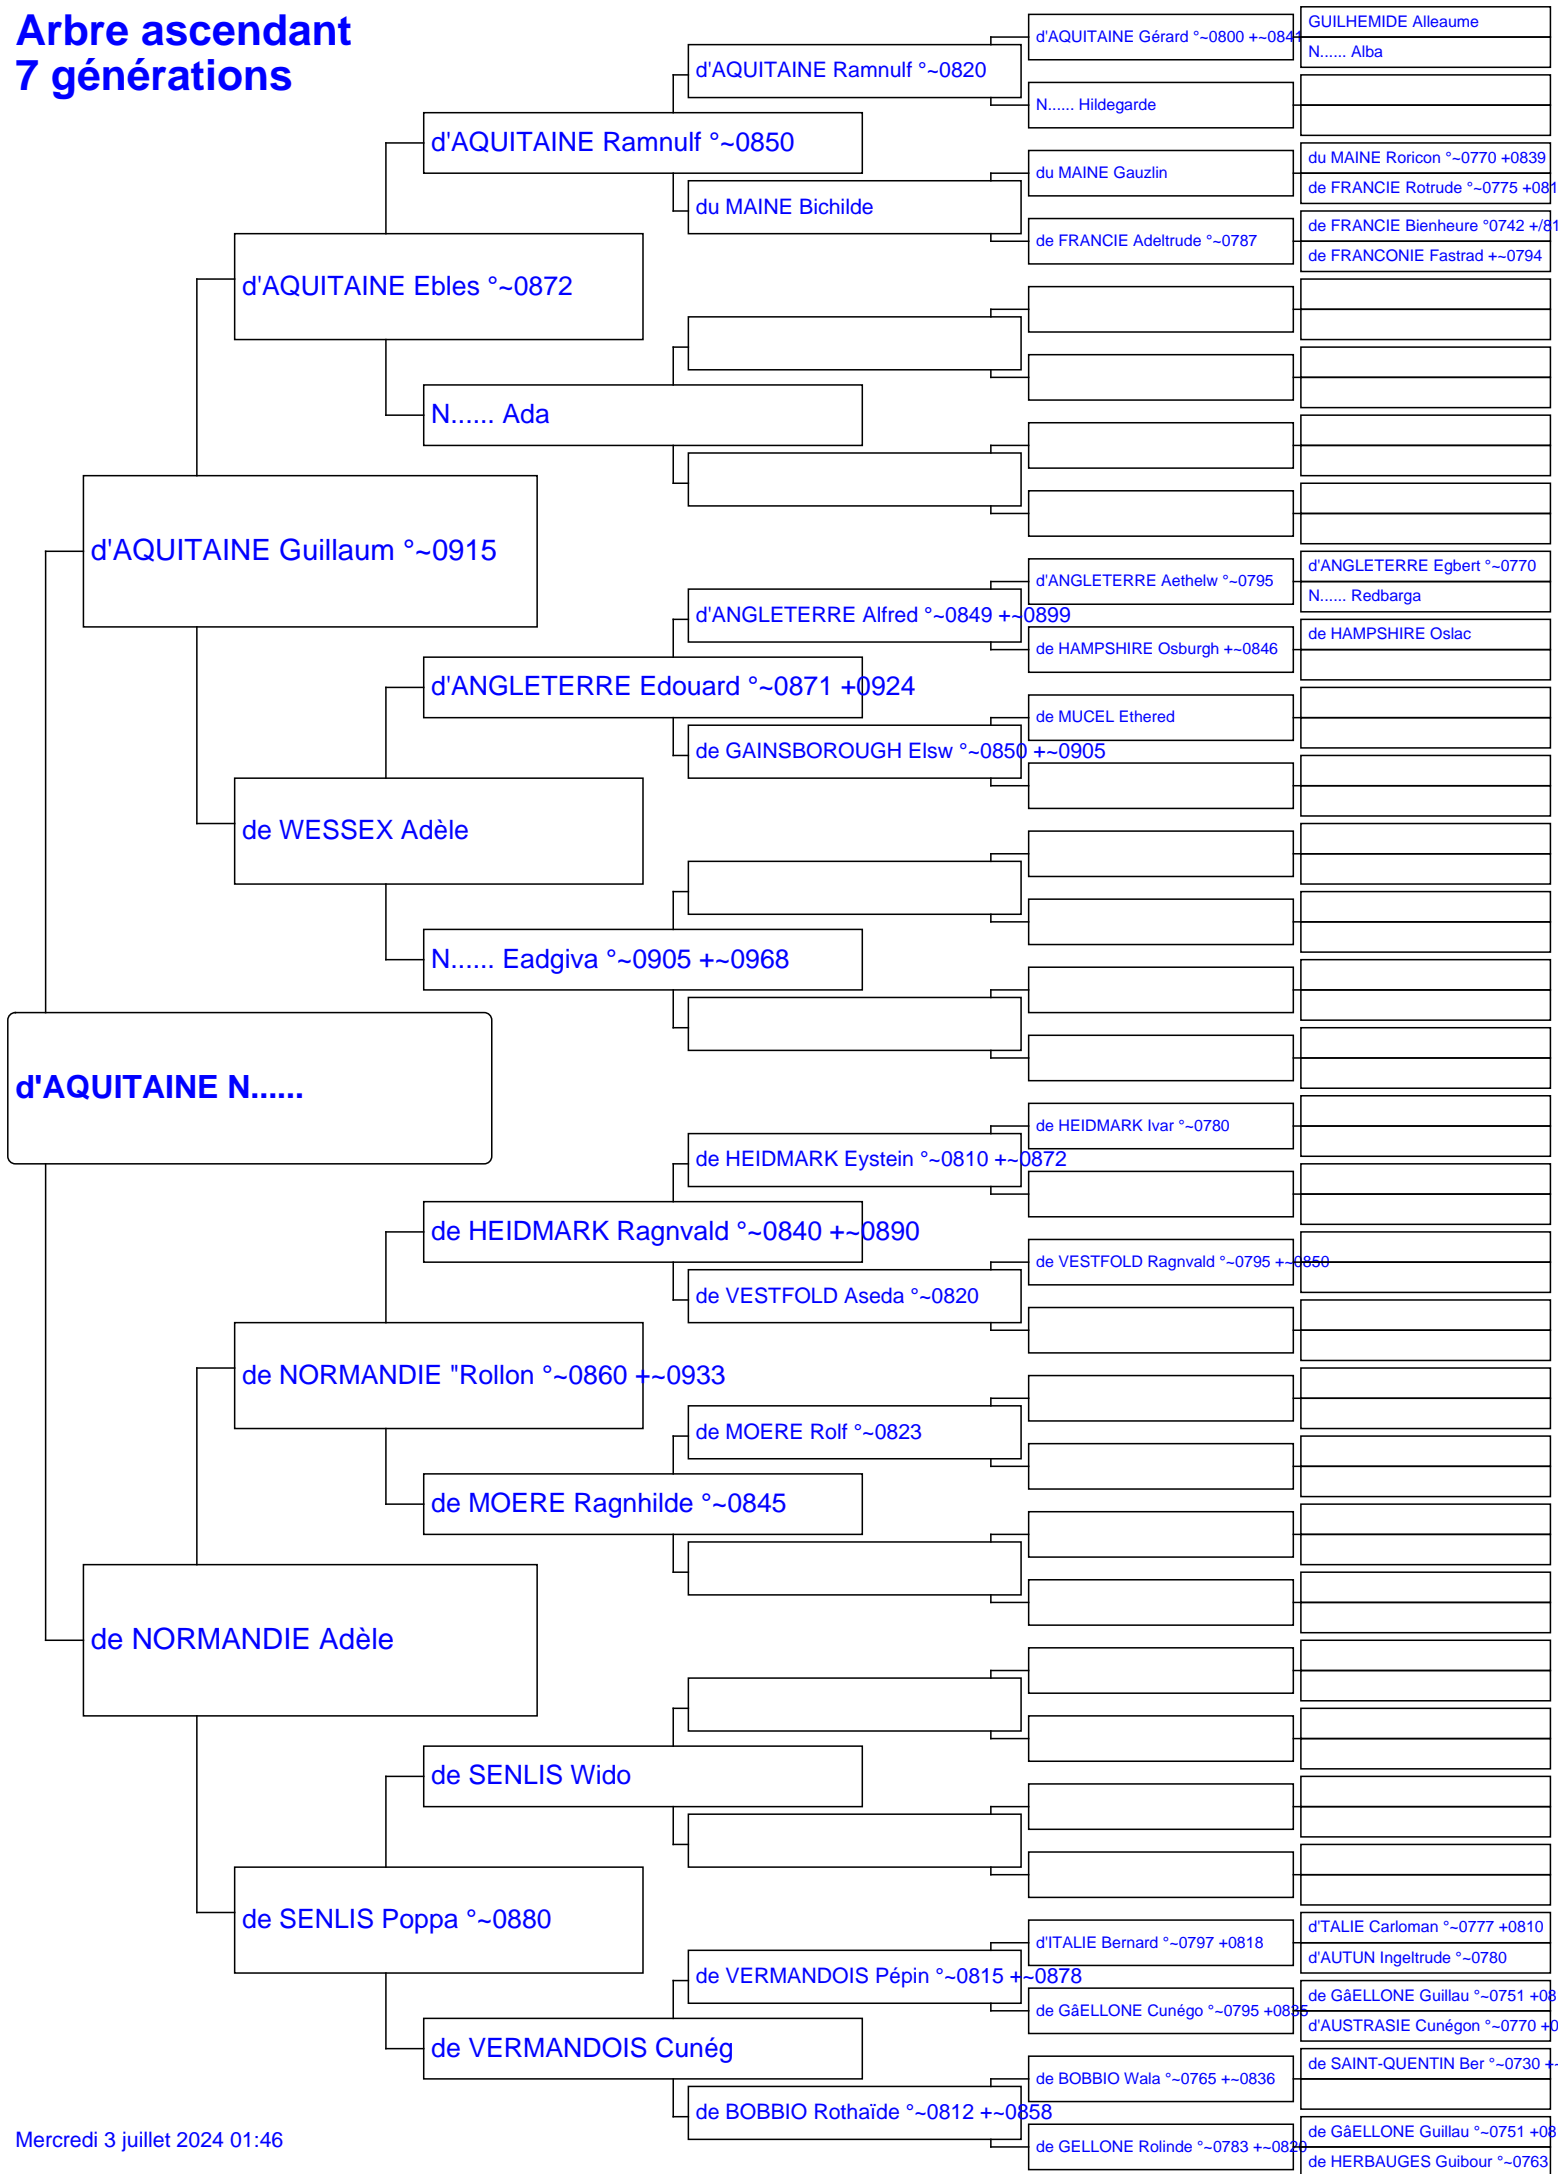 Arbre ascendant
7 générations
d'AQUITAINE Gérard °~0800 +~0841
GUILHEMIDE Alleaume
N...... Alba
d'AQUITAINE Ramnulf °~0820
N...... Hildegarde
d'AQUITAINE Ramnulf °~0850
du MAINE Gauzlin
du MAINE Roricon °~0770 +0839
de FRANCIE Rotrude °~0775 +081
du MAINE Bichilde
de FRANCIE Adeltrude °~0787
de FRANCIE Bienheure °0742 +/81
de FRANCONIE Fastrad +~0794
d'AQUITAINE Ebles °~0872
N...... Ada
d'AQUITAINE Guillaum °~0915
d'ANGLETERRE Aethelw °~0795
d'ANGLETERRE Egbert °~0770
N...... Redbarga
d'ANGLETERRE Alfred °~0849 +~0899
de HAMPSHIRE Osburgh +~0846
de HAMPSHIRE Oslac
d'ANGLETERRE Edouard °~0871 +0924
de MUCEL Ethered
de GAINSBOROUGH Elsw °~0850 +~0905
de WESSEX Adèle
N...... Eadgiva °~0905 +~0968
d'AQUITAINE N......
de HEIDMARK Ivar °~0780
de HEIDMARK Eystein °~0810 +~0872
de HEIDMARK Ragnvald °~0840 +~0890
de VESTFOLD Ragnvald °~0795 +~0850
de VESTFOLD Aseda °~0820
de NORMANDIE "Rollon °~0860 +~0933
de MOERE Rolf °~0823
de MOERE Ragnhilde °~0845
de NORMANDIE Adèle
de SENLIS Wido
de SENLIS Poppa °~0880
d'ITALIE Bernard °~0797 +0818
d'TALIE Carloman °~0777 +0810
d'AUTUN Ingeltrude °~0780
de VERMANDOIS Pépin °~0815 +~0878
de GâELLONE Cunégo °~0795 +0835
de GâELLONE Guillau °~0751 +08
d'AUSTRASIE Cunégon °~0770 +0
de VERMANDOIS Cunég
de BOBBIO Wala °~0765 +~0836
de SAINT-QUENTIN Ber °~0730 +~
de BOBBIO Rothaïde °~0812 +~0858
de GELLONE Rolinde °~0783 +~0820
de GâELLONE Guillau °~0751 +08
de HERBAUGES Guibour °~0763
Mercredi 3 juillet 2024 01:46